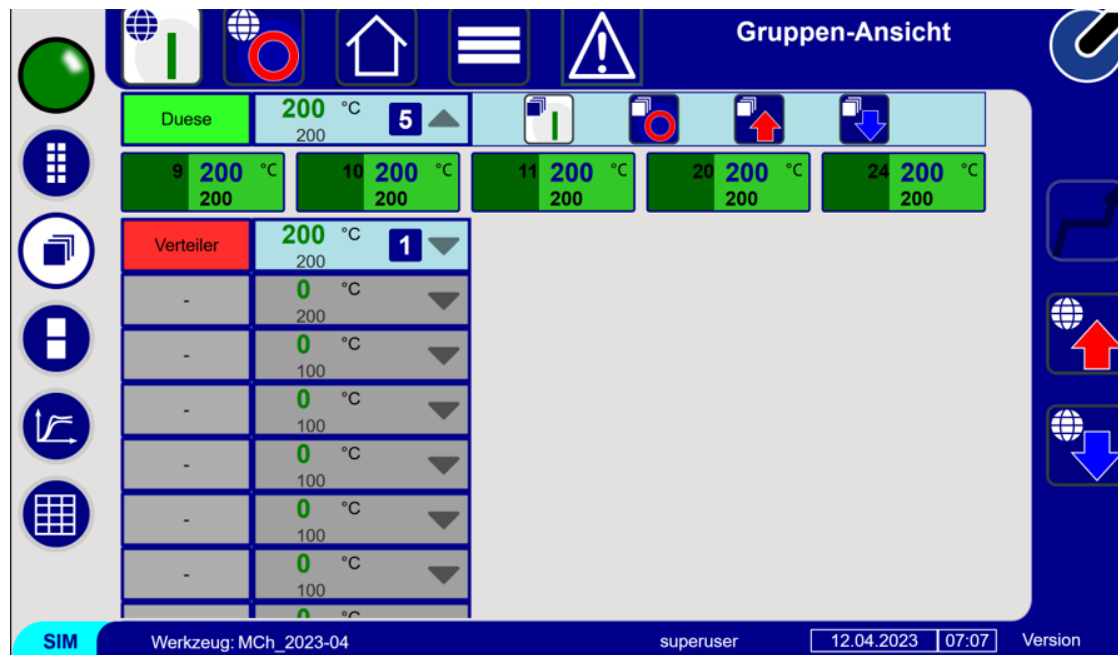 Gruppen-Ansicht
Duese 200 °C 5
200
9 200 °C 10 200 °C 11 200 °C 20 200 °C 24 200 °C
200 200 200 200 200
Verteiler 200 °C 1
200
- 0 °C
200
- 0 °C
100
- 0 °C
100
- 0 °C
100
- 0 °C
100
- 0 °C
100
0 °C
SIM Werkzeug: MCh_2023-04 superuser 12.04.2023 07:07 Version